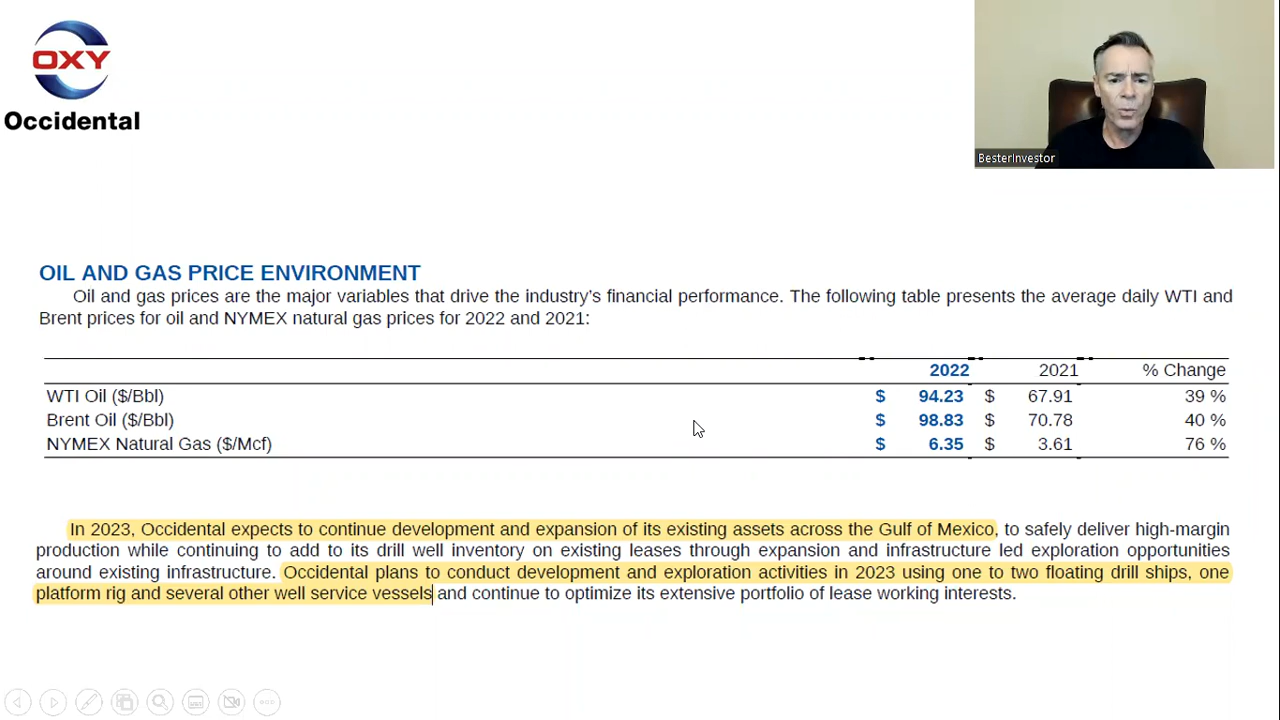 OXY
Occidental
BesterInvestor
OIL AND GAS PRICE ENVIRONMENT
Oil and gas prices are the major variables that drive the industry's financial performance. The following table presents the average daily WTI and
Brent prices for oil and NYMEX natural gas prices for 2022 and 2021:
2022 2021 % Change
WTI Oil ($/Bbl) $ 94.23 $ 67.91 39 %
Brent Oil ($/Bbl) $ 98.83 $ 70.78 40 %
NYMEX Natural Gas ($/Mcf) $ 6.35 $ 3.61 76 %
In 2023, Occidental expects to continue development and expansion of its existing assets across the Gulf of Mexico, to safely deliver high-margin
production while continuing to add to its drill well inventory on existing leases through expansion and infrastructure led exploration opportunities
around existing infrastructure. Occidental plans to conduct development and exploration activities in 2023 using one to two floating drill ships, one
platform rig and several other well service vessels and continue to optimize its extensive portfolio of lease working interests.